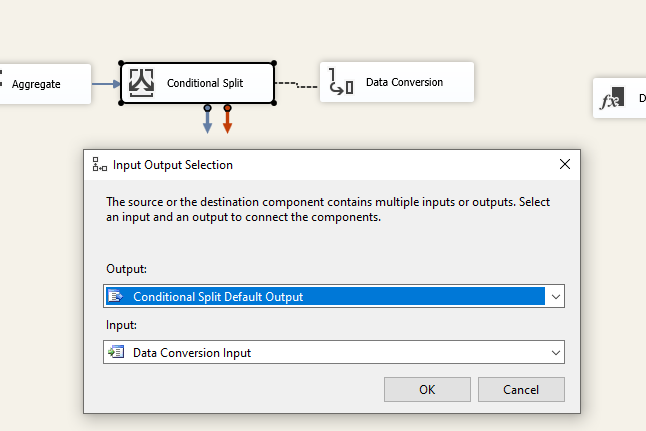 Aggregate
Conditional Split
Data Conversion
fx
D
Input Output Selection
The source or the destination component contains multiple inputs or outputs. Select
an input and an output to connect the components.
Output:
Conditional Split Default Output
Input:
Data Conversion Input
OK
Cancel